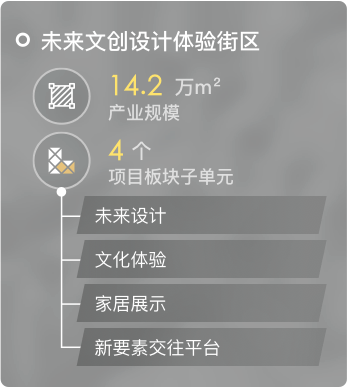 未来文创设计体验街区
14.2 万m²
产业规模
4 个
项目板块子单元
未来设计
文化体验
家居展示
新要素交往平台